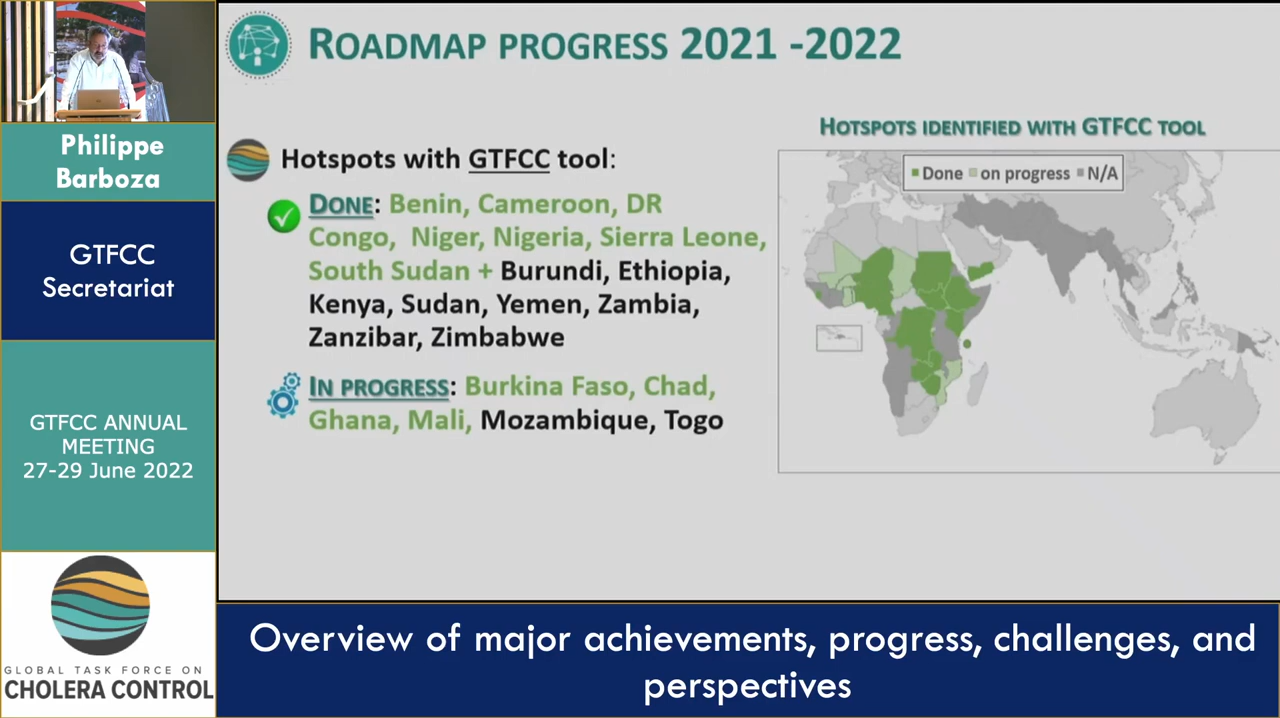 ROADMAP PROGRESS 2021 -2022
Philippe
Barboza
GTFCC
Secretariat
GTFCC ANNUAL
MEETING
27-29 June 2022
GLOBAL TASK FORCE ON
CHOLERA CONTROL
Hotspots with GTFCC tool:
DONE: Benin, Cameroon, DR
Congo, Niger, Nigeria, Sierra Leone,
South Sudan + Burundi, Ethiopia,
Kenya, Sudan, Yemen, Zambia,
Zanzibar, Zimbabwe
IN PROGRESS: Burkina Faso, Chad,
Ghana, Mali, Mozambique, Togo
HOTSPOTS IDENTIFIED WITH GTFCC TOOL
Done on progress N/A
Overview of major achievements, progress, challenges, and
perspectives